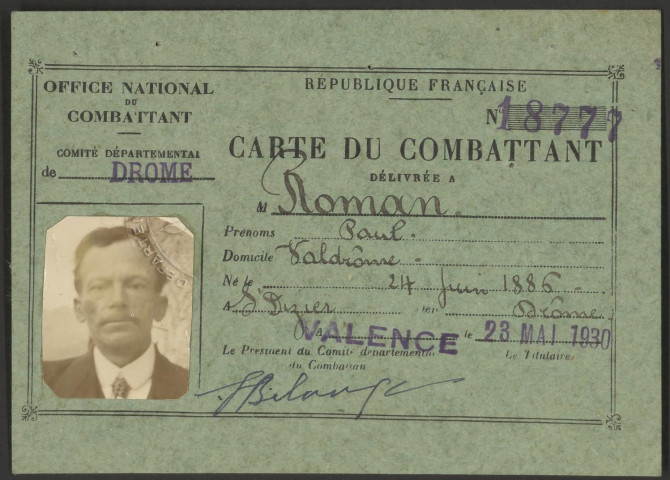 OFFICE NATIONAL
DU
COMBATTANT
COMITÉ DÉPARTEMENTAL
de DROME
RÉPUBLIQUE FRANÇAISE
N° 18777
CARTE DU COMBATTANT
DÉLIVRÉE A
M Roman.
Prénoms Paul.
Domicile Valdrôme
Né le 24 Juin 1886
A St Dizier Drôme
VALENCE le 23 MAI 1930
Le Président du Comité départemental
du Combattant
Le Titulaire